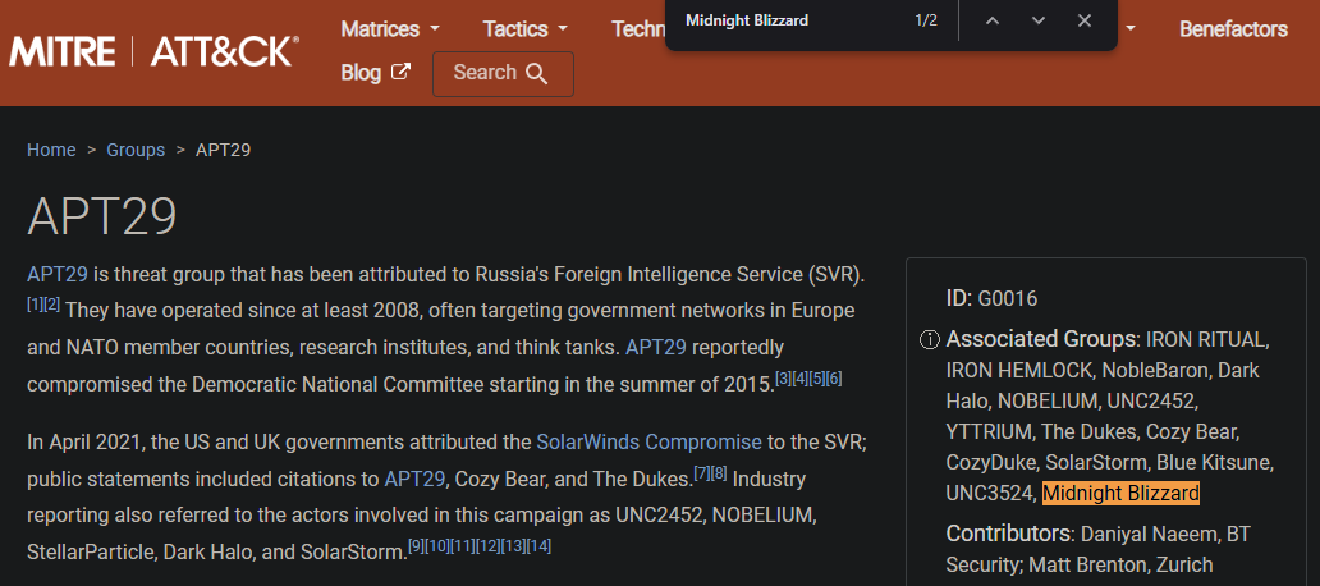 MITRE | ATT&CK®
Matrices
Tactics
Techn
Benefactors
Blog
Search
Midnight Blizzard
1/2
Home > Groups > APT29
APT29
APT29 is threat group that has been attributed to Russia's Foreign Intelligence Service (SVR).
[1][2] They have operated since at least 2008, often targeting government networks in Europe
and NATO member countries, research institutes, and think tanks. APT29 reportedly
compromised the Democratic National Committee starting in the summer of 2015.[3][4][5][6]
In April 2021, the US and UK governments attributed the SolarWinds Compromise to the SVR;
public statements included citations to APT29, Cozy Bear, and The Dukes.[7][8] Industry
reporting also referred to the actors involved in this campaign as UNC2452, NOBELIUM,
StellarParticle, Dark Halo, and SolarStorm.[9][10][11][12][13][14]
ID: G0016
Associated Groups: IRON RITUAL,
IRON HEMLOCK, NobleBaron, Dark
Halo, NOBELIUM, UNC2452,
YTTRIUM, The Dukes, Cozy Bear,
CozyDuke, SolarStorm, Blue Kitsune,
UNC3524, Midnight Blizzard
Contributors: Daniyal Naeem, BT
Security; Matt Brenton, Zurich